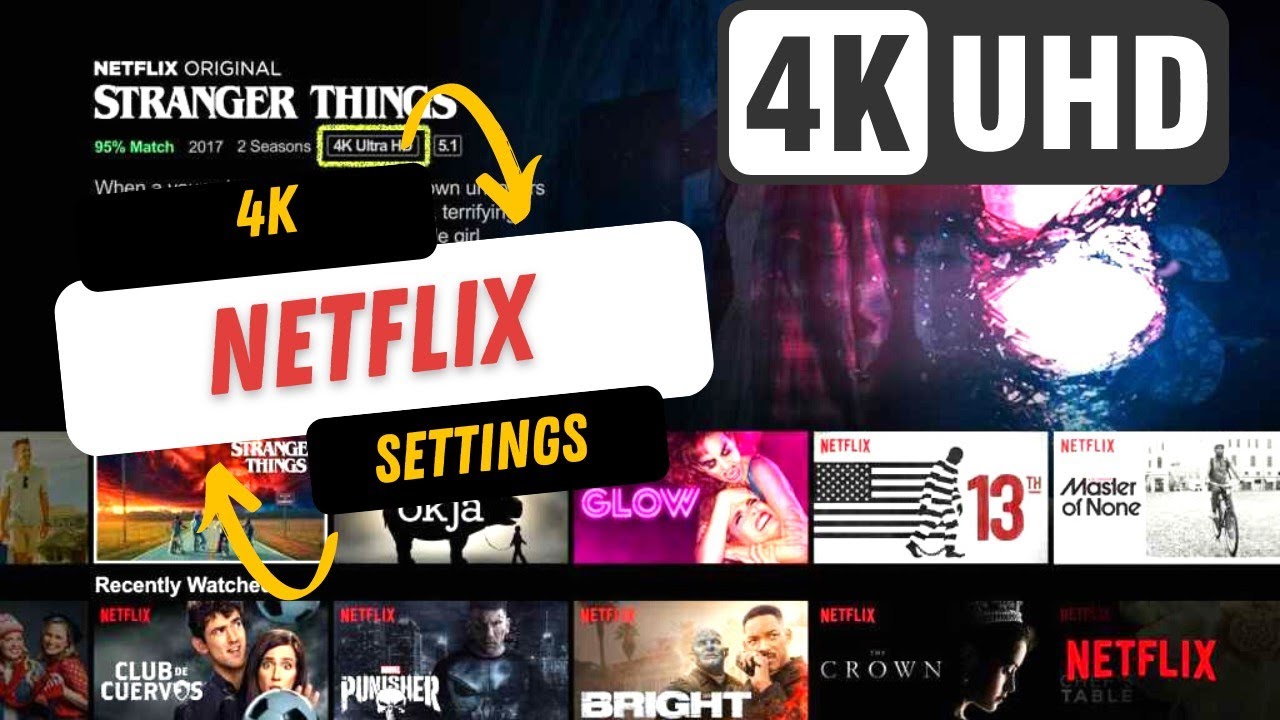 4K UHD
NETFLIX ORIGINAL
STRANGER THINGS
95% Match 2017 2 Seasons 4K Ultra HD 5.1
When a
terrifying
girl
4K
NETFLIX
SETTINGS
STRANGER
THINGS
okja
GLOW
NETFLIX
13TH
NETFLIX
Master
of None
Recently Watched
NETFLIX
CLUB DE
CUERVOS
NETFLIX
MARVEL
PUNISHER
NETFLIX
BRIGHT
NETFLIX
THE
CROWN
NETFLIX
NETFLIX
TABLE